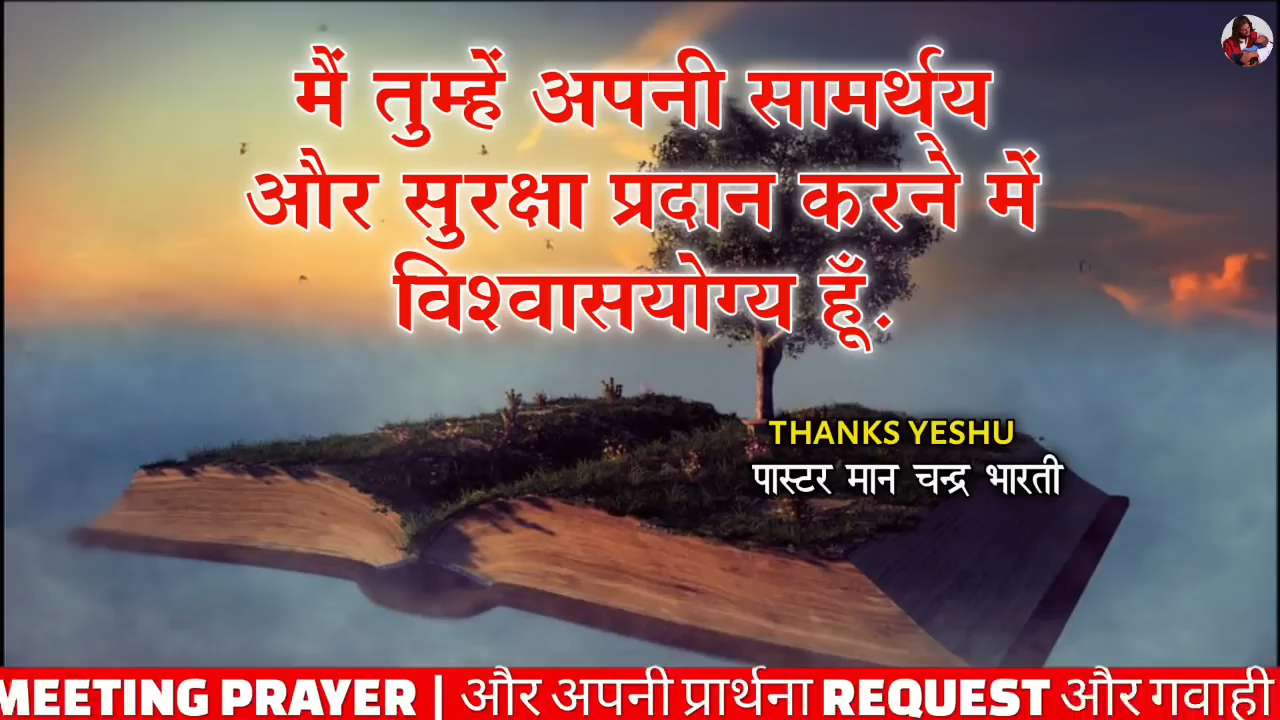 मैं तुम्हें अपनी सामर्थ्य
और सुरक्षा प्रदान करने में
विश्वासयोग्य हूँ.
THANKS YESHU
पास्टर मान चन्द्र भारती
MEETING PRAYER | और अपनी प्रार्थना REQUEST और गवाही